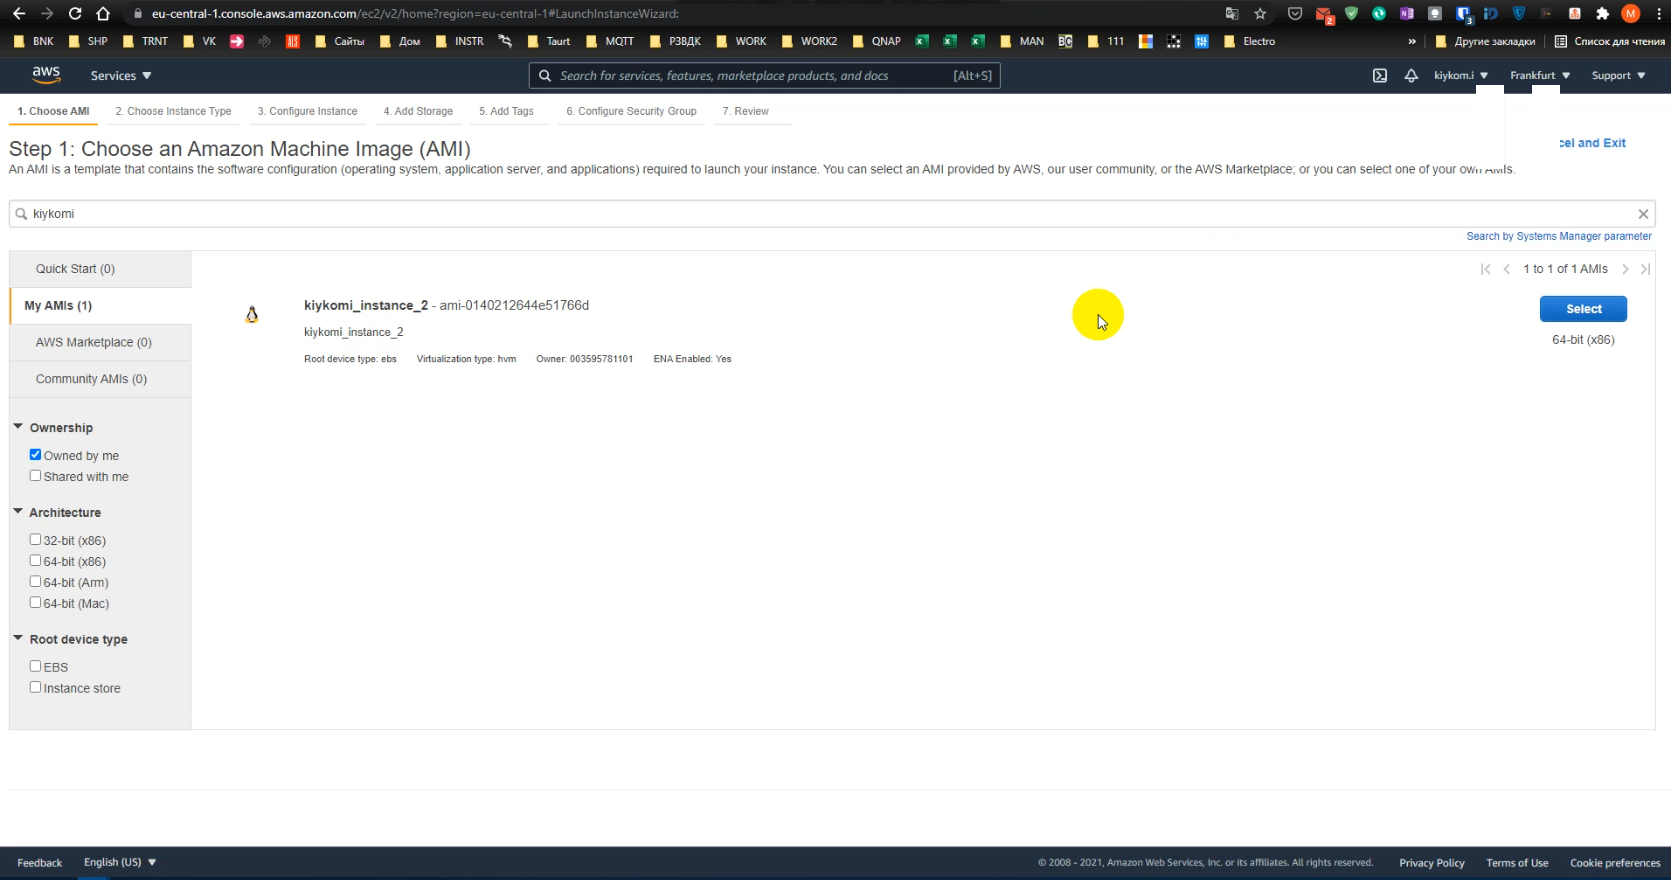 eu-central-1.console.aws.amazon.com/ec2/v2/home?region=eu-central-1#LaunchInstanceWizard:
2
3
M
BNK SHP TRNT VK Сайты Дом INSTR Taurt MQTT РЗВДК WORK WORK2 QNAP MAN BC 111 Electro » Другие закладки Список для чтения
aws Services Search for services, features, marketplace products, and docs [Alt+S] kiykom.i Frankfurt Support
1. Choose AMI 2. Choose Instance Type 3. Configure Instance 4. Add Storage 5. Add Tags 6. Configure Security Group 7. Review
Step 1: Choose an Amazon Machine Image (AMI)
cel and Exit
An AMI is a template that contains the software configuration (operating system, application server, and applications) required to launch your instance. You can select an AMI provided by AWS, our user community, or the AWS Marketplace; or you can select one of your own AMIs.
kiykomi
Search by Systems Manager parameter
Quick Start (0)
My AMIs (1)
AWS Marketplace (0)
Community AMIs (0)
1 to 1 of 1 AMIs
kiykomi_instance_2 - ami-0140212644e51766d
kiykomi_instance_2
Root device type: ebs Virtualization type: hvm Owner: 003595781101 ENA Enabled: Yes
Select
64-bit (x86)
Ownership
Owned by me
Shared with me
Architecture
32-bit (x86)
64-bit (x86)
64-bit (Arm)
64-bit (Mac)
Root device type
EBS
Instance store
Feedback English (US) © 2008 - 2021, Amazon Web Services, Inc. or its affiliates. All rights reserved. Privacy Policy Terms of Use Cookie preferences